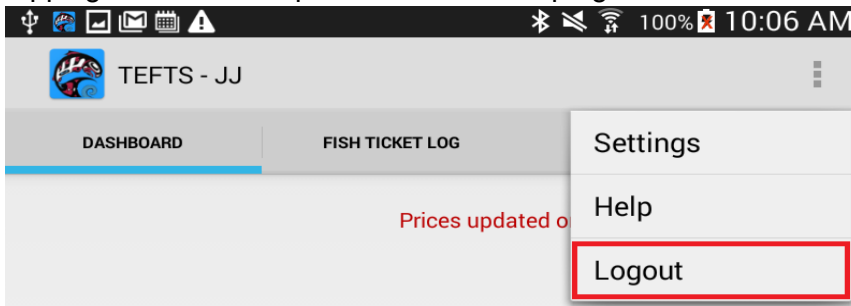 100% 10:06 AM
TEFTS - JJ
DASHBOARD
FISH TICKET LOG
Settings
Prices updated o
Help
Logout